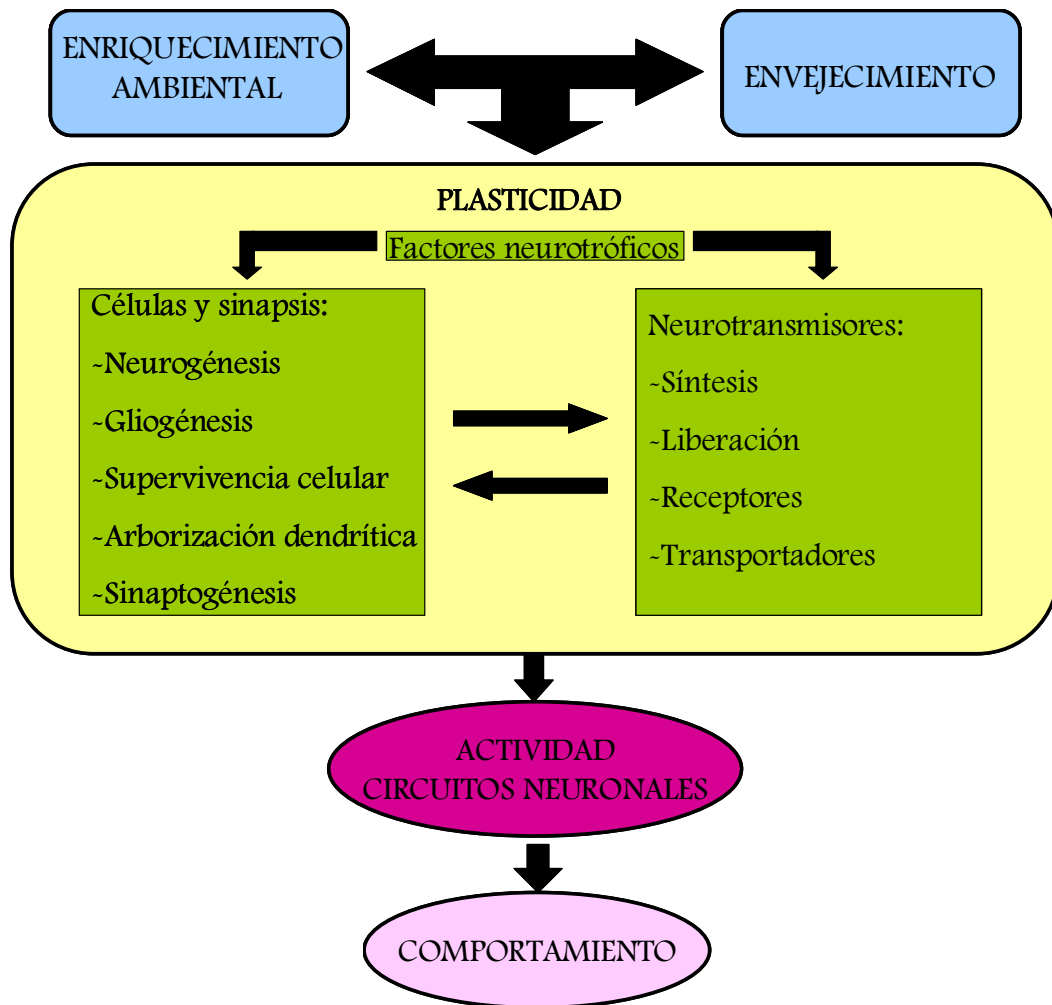 ENRIQUECIMIENTO
AMBIENTAL
ENVEJECIMIENTO
PLASTICIDAD
Factores neurotróficos
Células y sinapsis:
-Neurogénesis
-Gliogénesis
-Supervivencia celular
-Arborización dendrítica
-Sinaptogénesis
Neurotransmisores:
-Síntesis
-Liberación
-Receptores
-Transportadores
ACTIVIDAD
CIRCUITOS NEURONALES
COMPORTAMIENTO